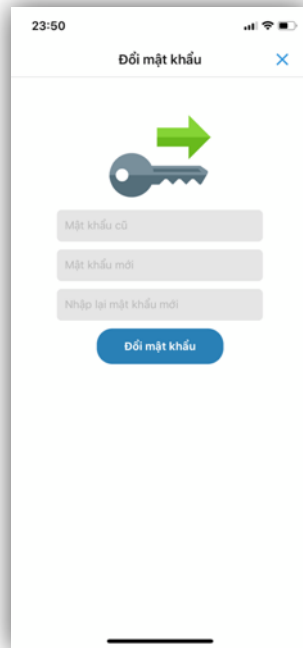 23:50
Đổi mật khẩu
Mật khẩu cũ
Mật khẩu mới
Nhập lại mật khẩu mới
Đổi mật khẩu